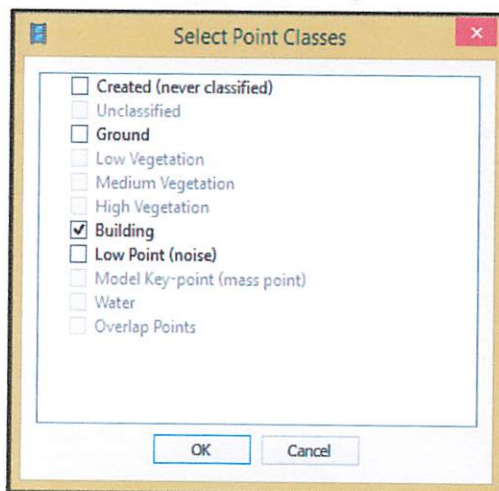 Select Point Classes
Created (never classified)
Unclassified
Ground
Low Vegetation
Medium Vegetation
High Vegetation
Building
Low Point (noise)
Model Key-point (mass point)
Water
Overlap Points
OK Cancel